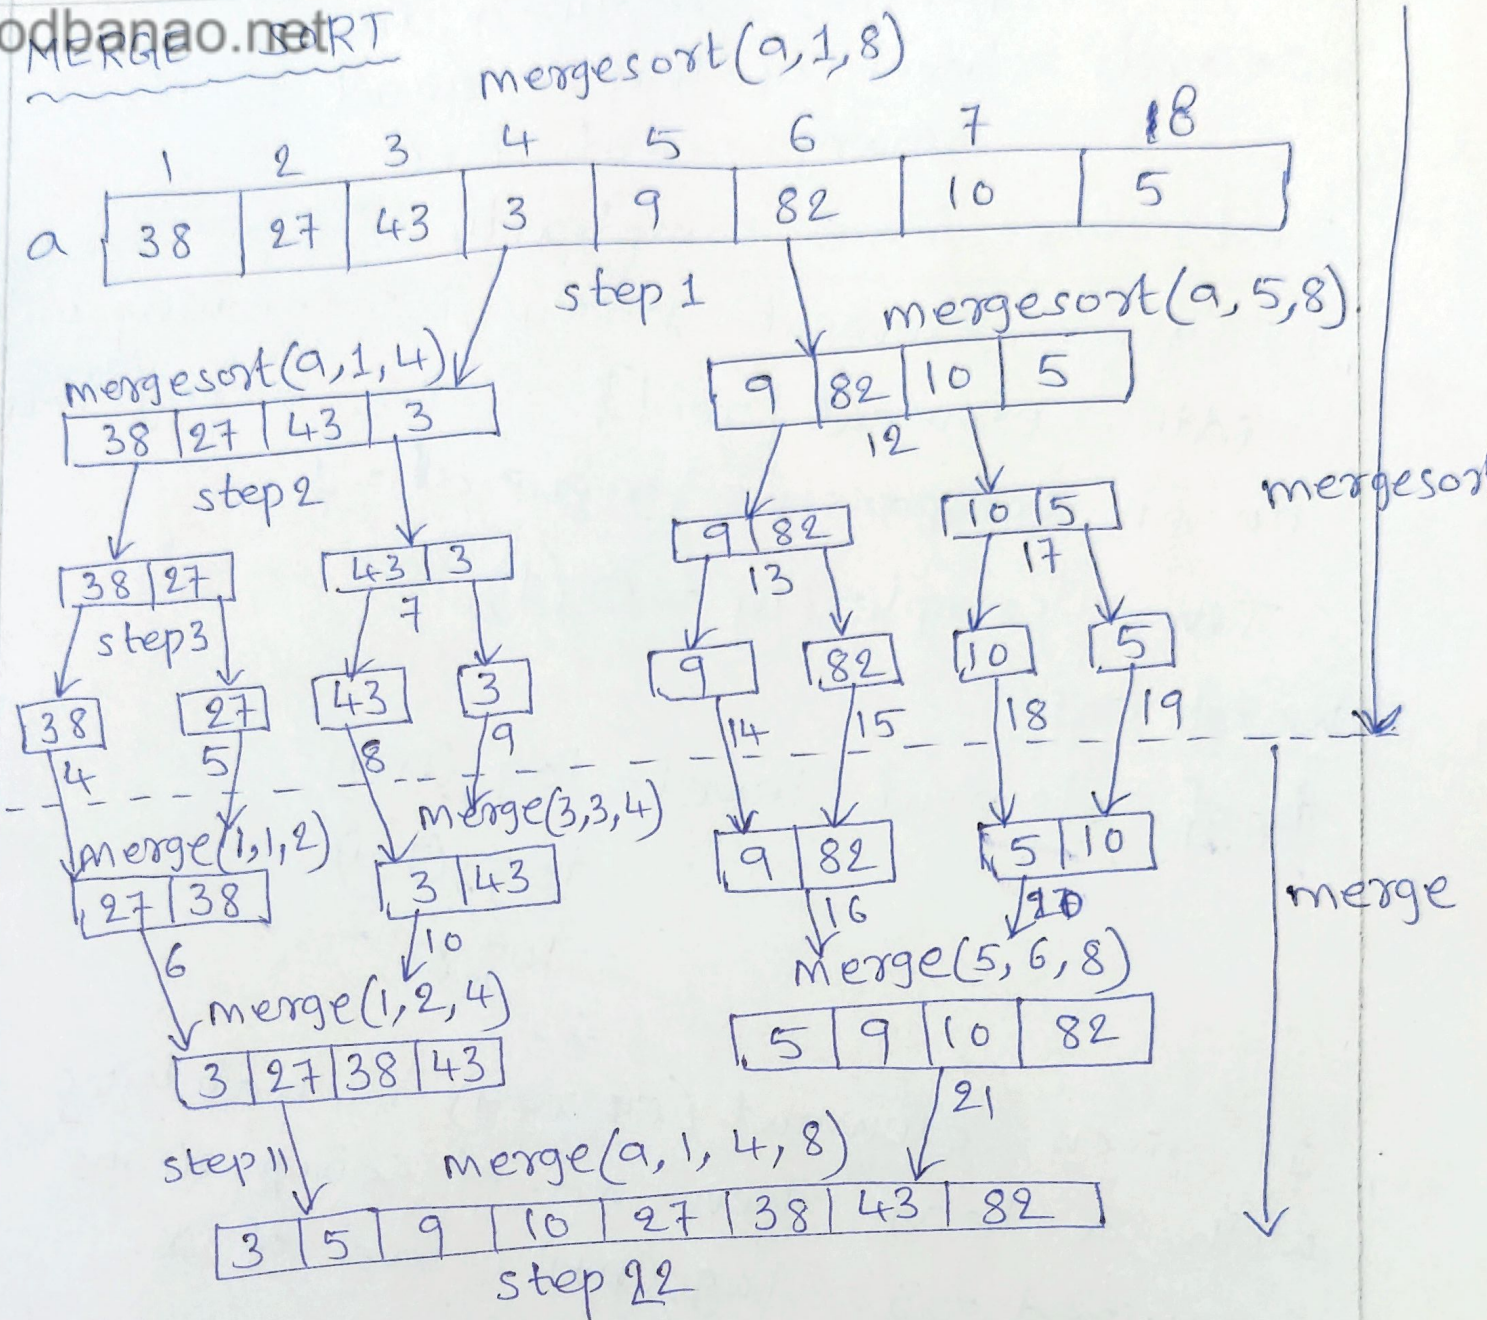 odbanao.net
MERGE SORT
mergesort(a,1,8)
1 2 3 4 5 6 7 8
a 38 27 43 3 9 82 10 5
step 1
mergesort(a,5,8)
mergesort(a,1,4)
9 82 10 5
38 27 43 3
12
step 2
mergesort
9 82 10 5
38 27 43 3
13 17
step3 7
9 82 10 5
38 27 43 3
14 15 18 19
4 5 8 9
merge(3,3,4)
merge(1,1,2)
9 82 5 10
27 38 3 43
merge
16 20
6 10
merge(5,6,8)
merge(1,2,4)
5 9 10 82
3 27 38 43
21
step 11
merge(a,1,4,8)
3 5 9 10 27 38 43 82
step 22